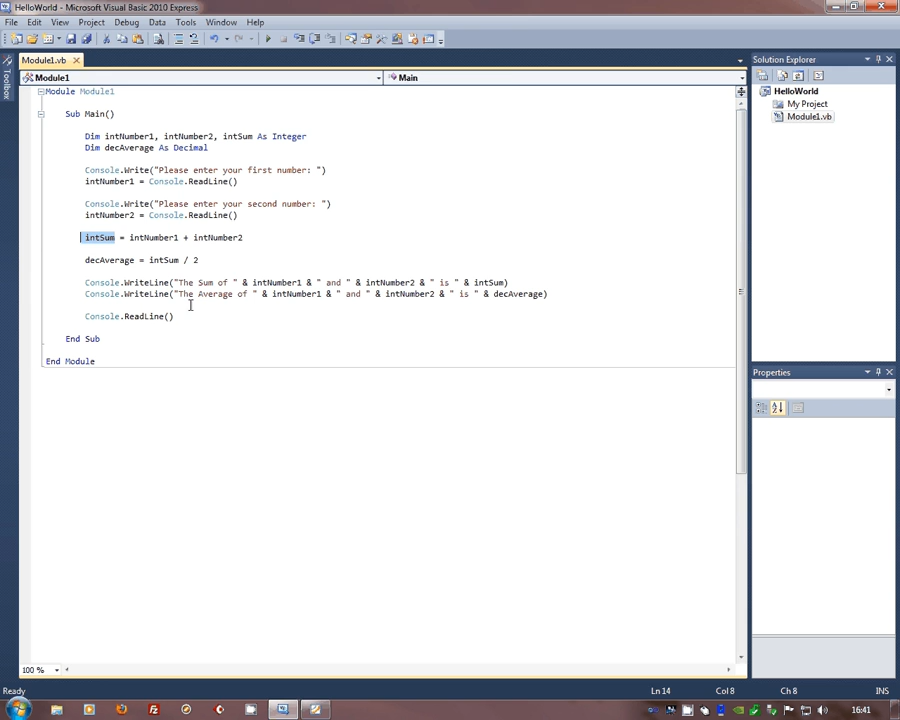 HelloWorld - Microsoft Visual Basic 2010 Express
File Edit View Project Debug Data Tools Window Help
Module1.vb
Toolbox
Module1
Main
Module Module1
Sub Main()
Dim intNumber1, intNumber2, intSum As Integer
Dim decAverage As Decimal
Console.Write("Please enter your first number: ")
intNumber1 = Console.ReadLine()
Console.Write("Please enter your second number: ")
intNumber2 = Console.ReadLine()
intSum = intNumber1 + intNumber2
decAverage = intSum / 2
Console.WriteLine("The Sum of " & intNumber1 & " and " & intNumber2 & " is " & intSum)
Console.WriteLine("The Average of " & intNumber1 & " and " & intNumber2 & " is " & decAverage)
Console.ReadLine()
End Sub
End Module
100 %
Solution Explorer
HelloWorld
My Project
Module1.vb
Properties
Ready
Ln 14 Col 8 Ch 8 INS
16:41